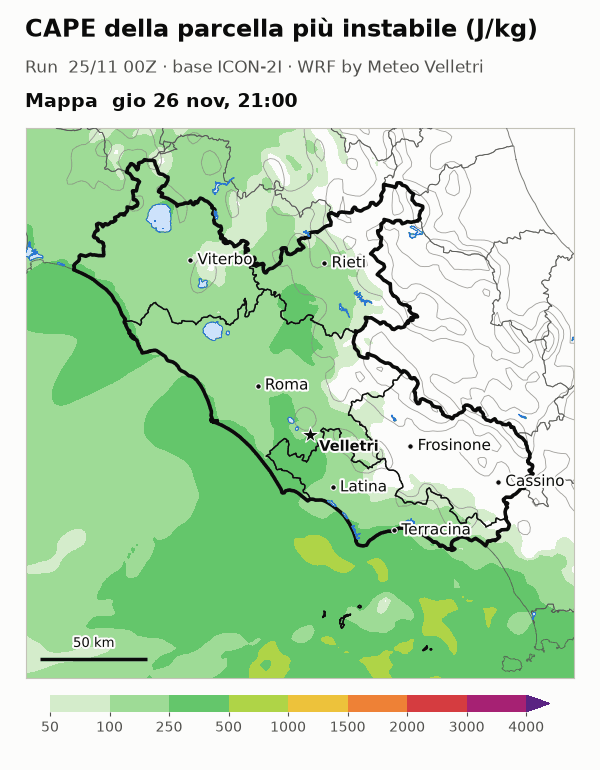 CAPE della parcella più instabile (J/kg)
Run  25/11 00Z · base ICON-2I · WRF by Meteo Velletri
Mappa  gio 26 nov, 21:00
Viterbo
Rieti
Roma
Velletri
Frosinone
Latina
Cassino
Terracina
50 km
50 100 250 500 1000 1500 2000 3000 4000